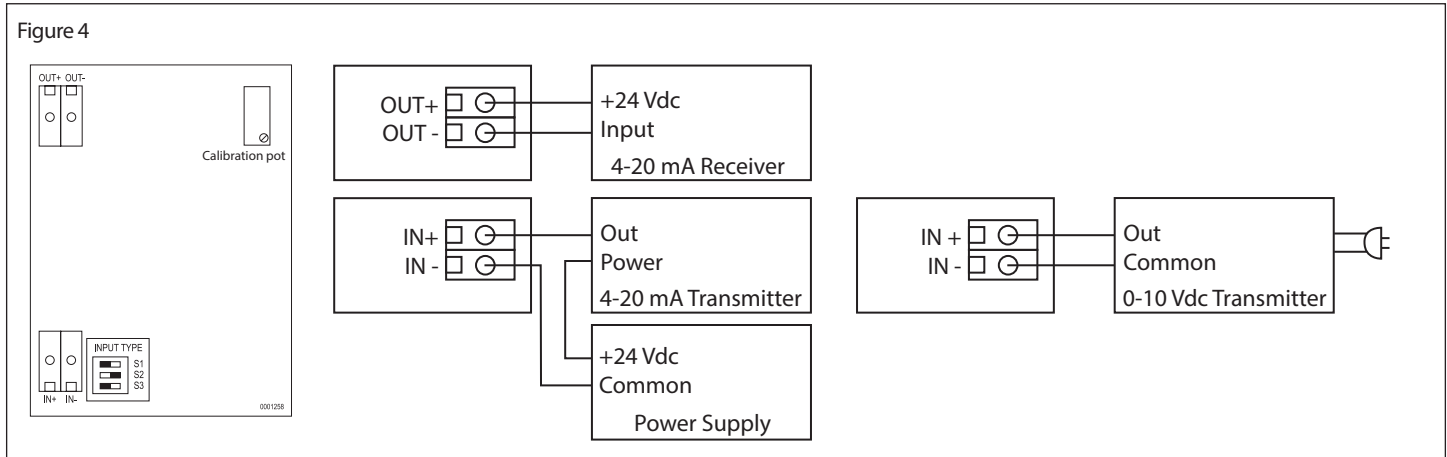 Figure 4
OUT+ OUT-
Calibration pot
INPUT TYPE
S1
S2
S3
IN+ IN-
0001258
OUT+
OUT -
+24 Vdc
Input
4-20 mA Receiver
IN+
IN -
Out
Power
4-20 mA Transmitter
+24 Vdc
Common
Power Supply
IN +
IN -
Out
Common
0-10 Vdc Transmitter